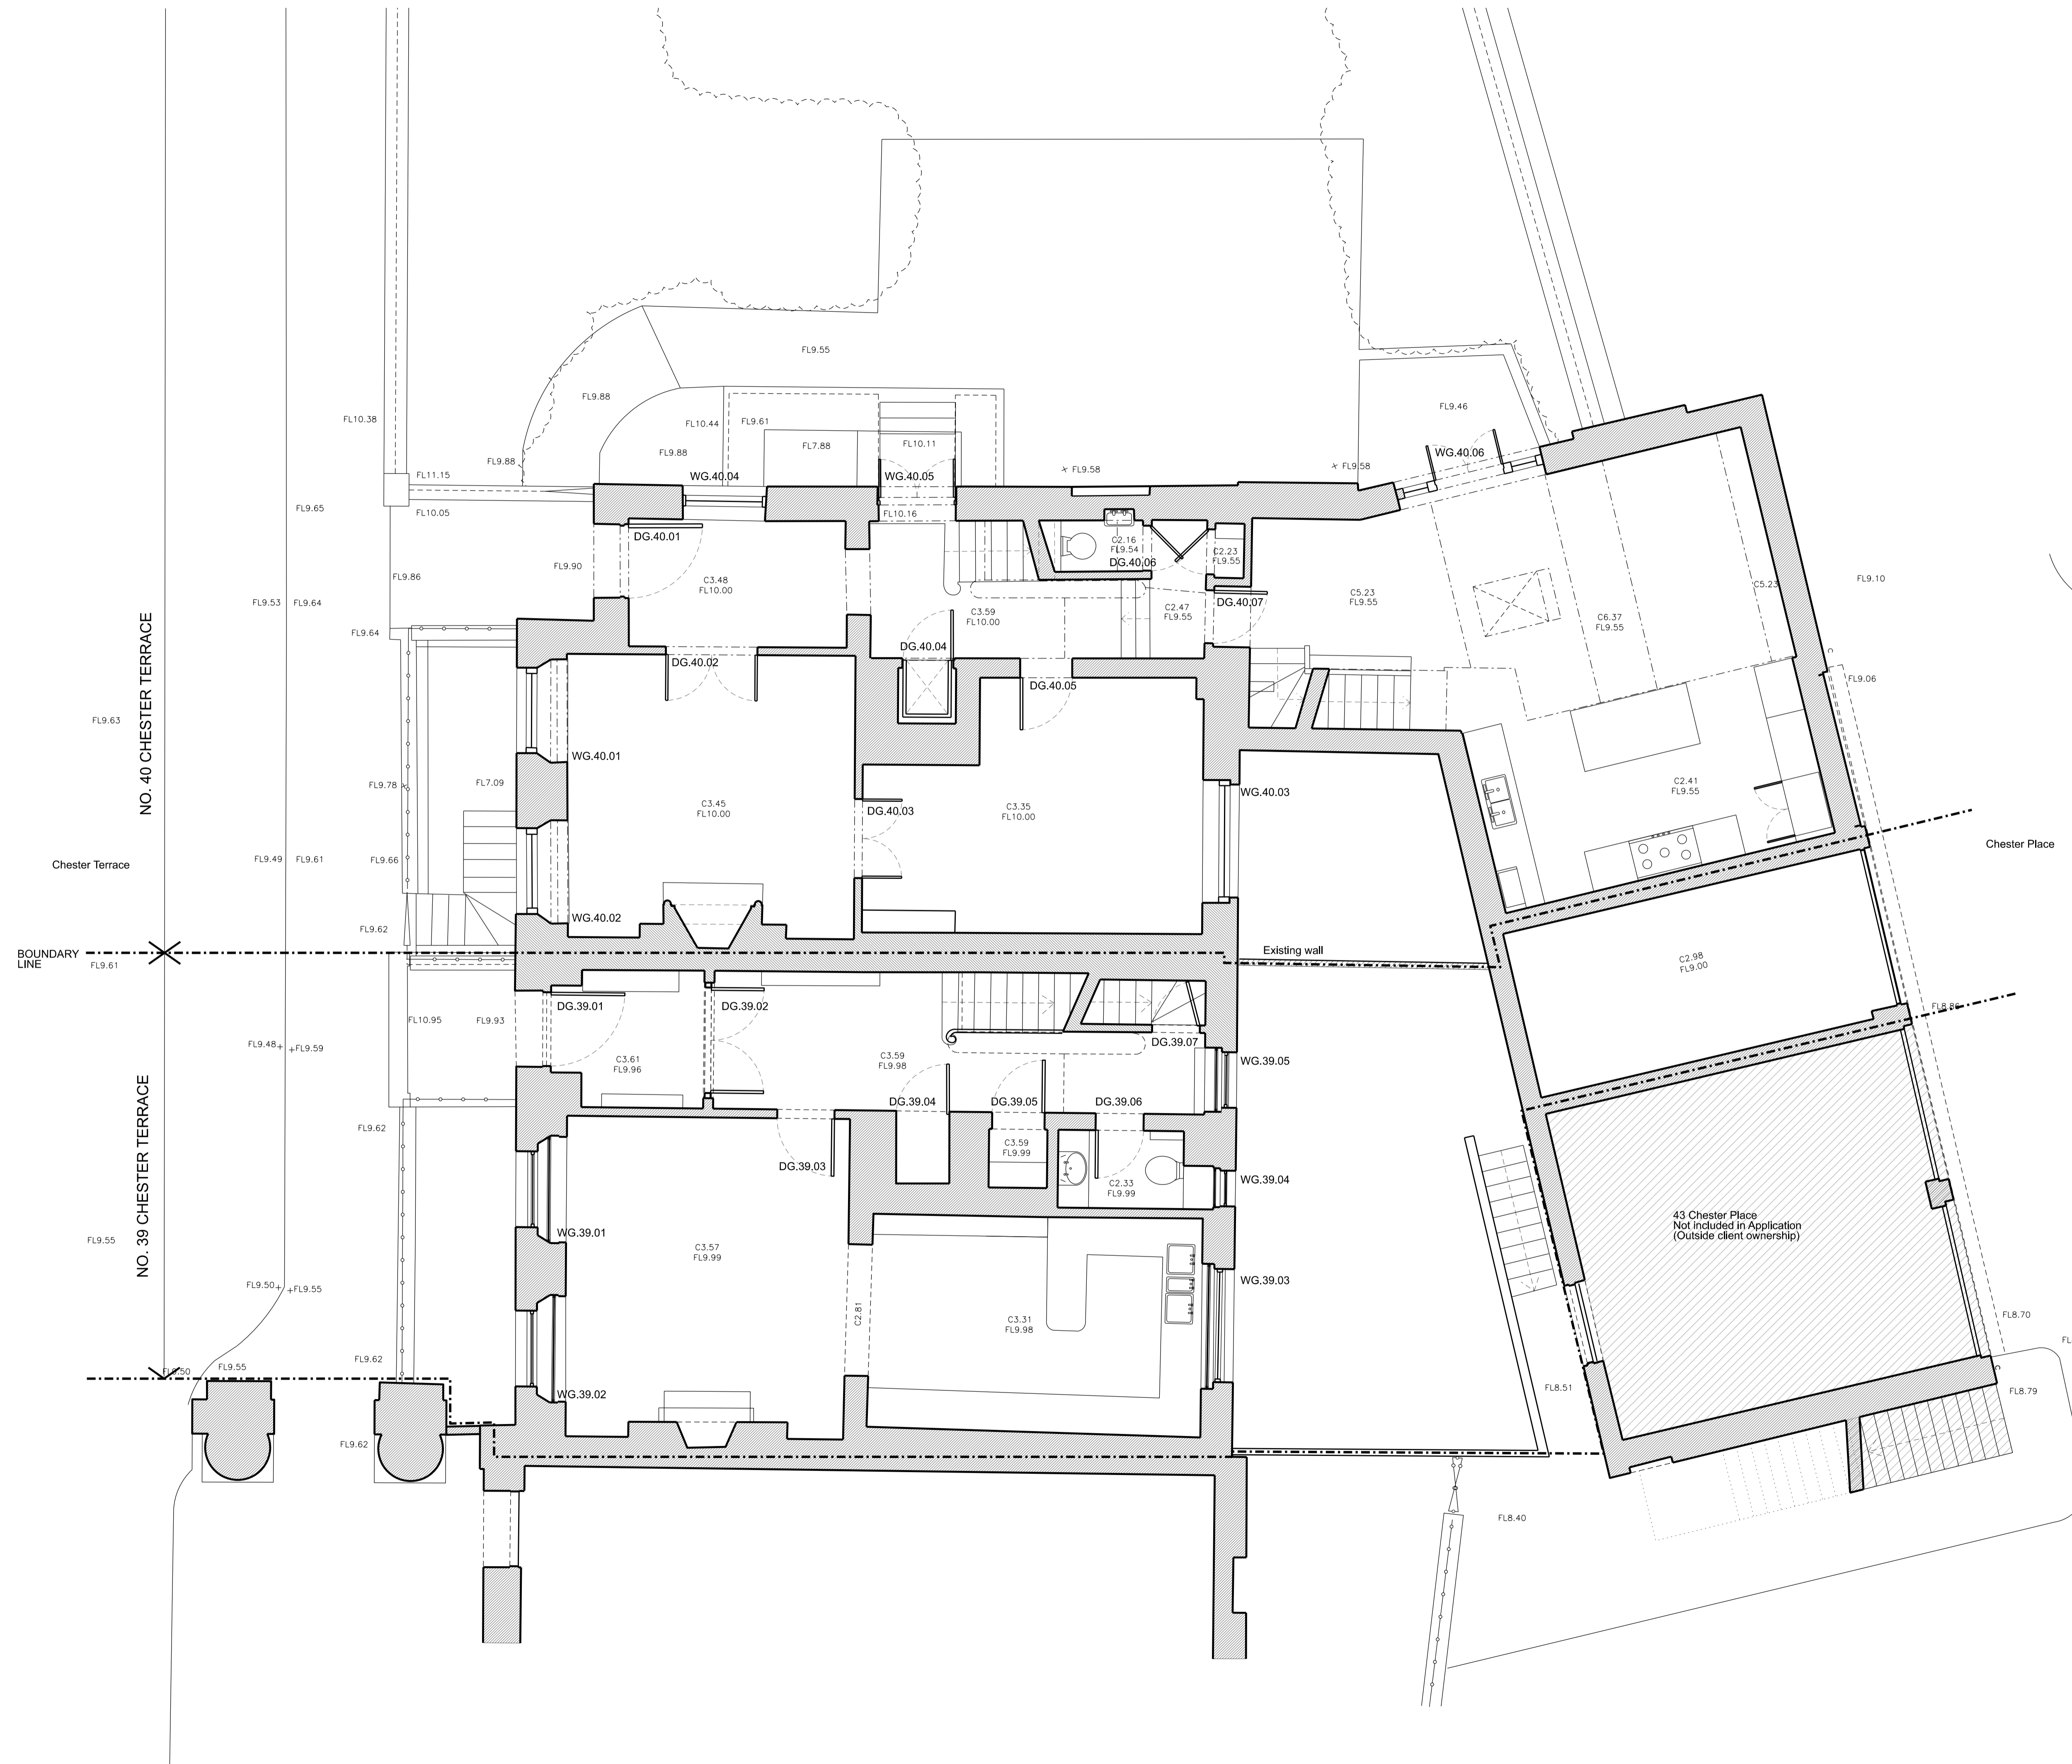 FL9.55
FL9.88
FL10.38
FL10.44
FL9.61
FL9.46
FL7.88
FL10.11
FL9.88
FL9.88
WG.40.06
FL11.15
WG.40.04
WG.40.05
FL9.58
FL9.58
FL9.65
FL10.05
FL10.16
DG.40.01
C2.16
FL9.54
DG.40.06
C2.23
FL9.55
FL9.90
FL9.86
C3.48
FL10.00
FL9.53
FL9.64
C3.59
FL10.00
C2.47
FL9.55
DG.40.07
C5.23
FL9.55
C5.23
FL9.10
C6.37
FL9.55
FL9.64
DG.40.04
DG.40.02
DG.40.05
FL9.06
NO. 40 CHESTER TERRACE
FL9.63
WG.40.01
FL9.78
FL7.09
C3.45
FL10.00
DG.40.03
C3.35
FL10.00
WG.40.03
C2.41
FL9.55
Chester Terrace
FL9.49
FL9.61
FL9.66
Chester Place
WG.40.02
FL9.62
BOUNDARY
LINE
FL9.61
Existing wall
C2.98
FL9.00
DG.39.01
DG.39.02
FL8.86
FL10.95
FL9.93
FL9.48
FL9.59
DG.39.07
C3.61
FL9.96
C3.59
FL9.98
WG.39.05
DG.39.04
DG.39.05
DG.39.06
FL9.62
C3.59
FL9.99
DG.39.03
C2.33
FL9.99
WG.39.04
NO. 39 CHESTER TERRACE
FL9.55
WG.39.01
C3.57
FL9.99
43 Chester Place
Not included in Application
(Outside client ownership)
FL9.50
FL9.55
WG.39.03
C2.81
C3.31
FL9.98
FL8.70
FL
FL9.62
FL9.50
FL9.55
WG.39.02
FL8.51
FL8.79
FL9.62
FL8.40